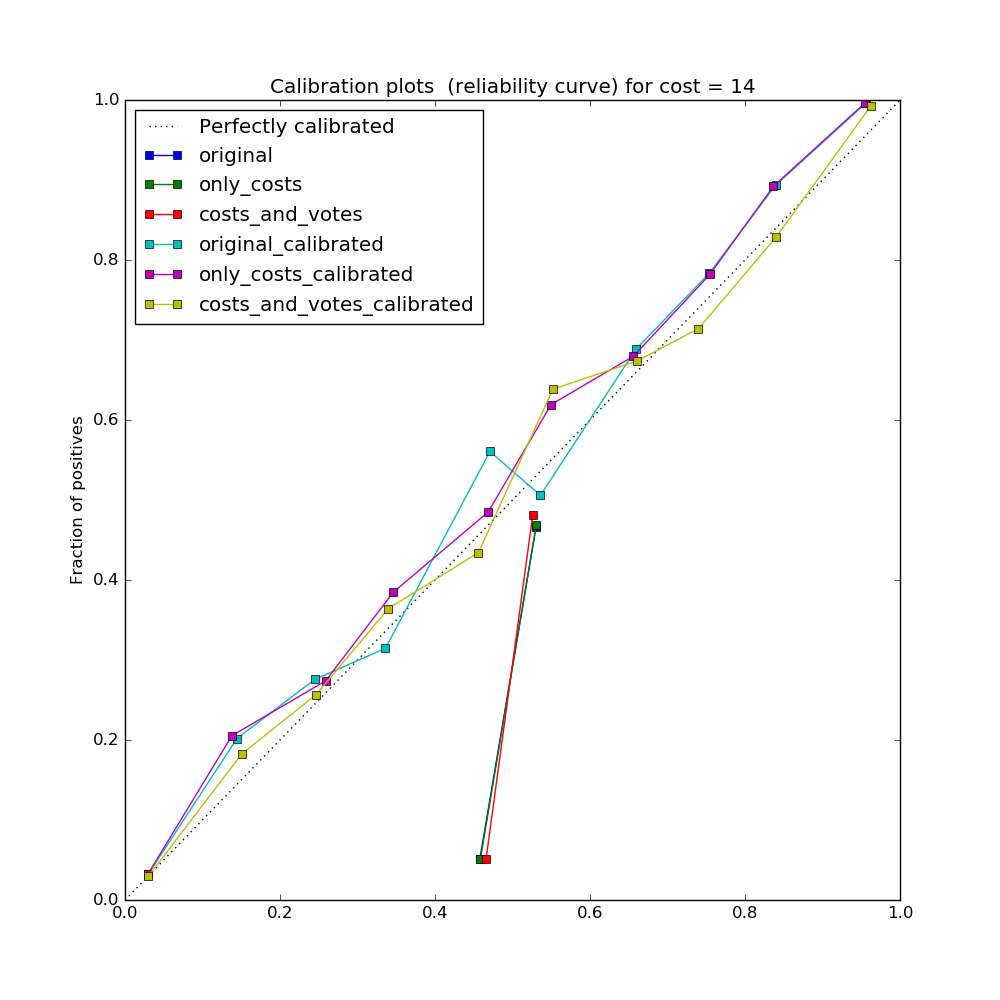 Calibration plots  (reliability curve) for cost = 14
1.0
Perfectly calibrated
original
only_costs
costs_and_votes
original_calibrated
only_costs_calibrated
costs_and_votes_calibrated
0.8
0.6
Fraction of positives
0.4
0.2
0.0
0.0 0.2 0.4 0.6 0.8 1.0